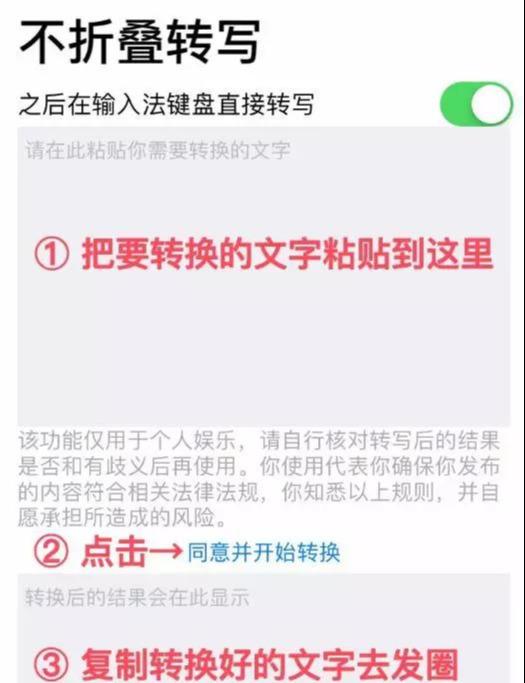 不折叠转写
之后在输入法键盘直接转写
请在此粘贴你需要转换的文字
① 把要转换的文字粘贴到这里
该功能仅用于个人娱乐，请自行核对转写后的结果
是否和有歧义后再使用。你使用代表你确保你发布
的内容符合相关法律法规，你知悉以上规则，并自
愿承担所造成的风险。
② 点击→同意并开始转换
转换后的结果会在此显示
③ 复制转换好的文字去发圈